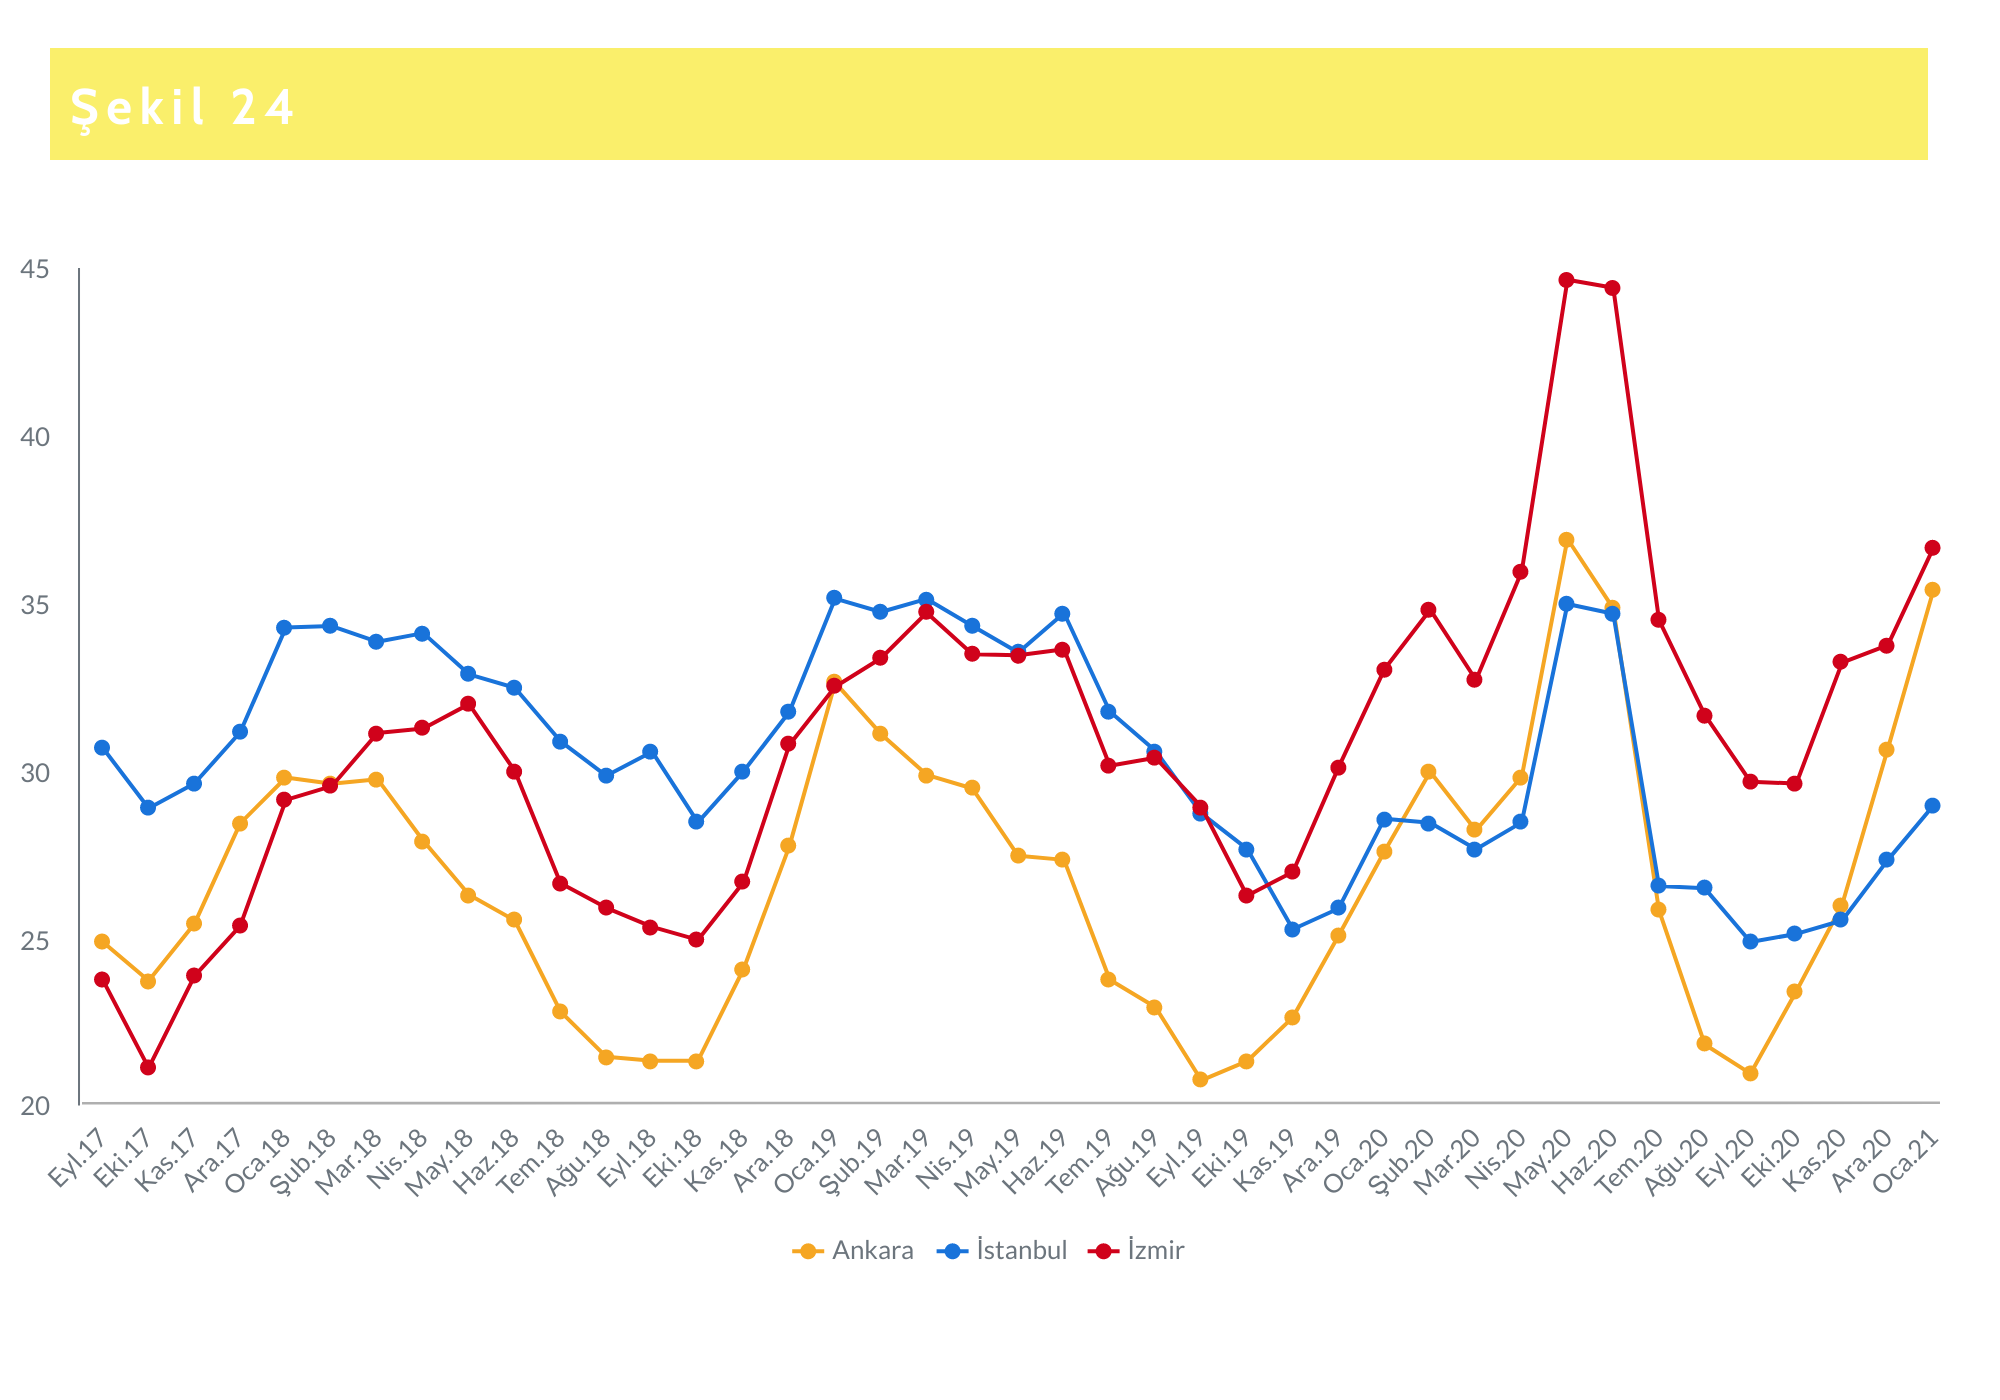 Şekil 24
45
40
35
30
25
20
Eyl.17
Eki.17
Kas.17
Ara.17
Oca.18
Şub.18
Mar.18
Nis.18
May.18
Haz.18
Tem.18
Ağu.18
Eyl.18
Eki.18
Kas.18
Ara.18
Oca.19
Şub.19
Mar.19
Nis.19
May.19
Haz.19
Tem.19
Ağu.19
Eyl.19
Eki.19
Kas.19
Ara.19
Oca.20
Şub.20
Mar.20
Nis.20
May.20
Haz.20
Tem.20
Ağu.20
Eyl.20
Eki.20
Kas.20
Ara.20
Oca.21
Ankara İstanbul İzmir